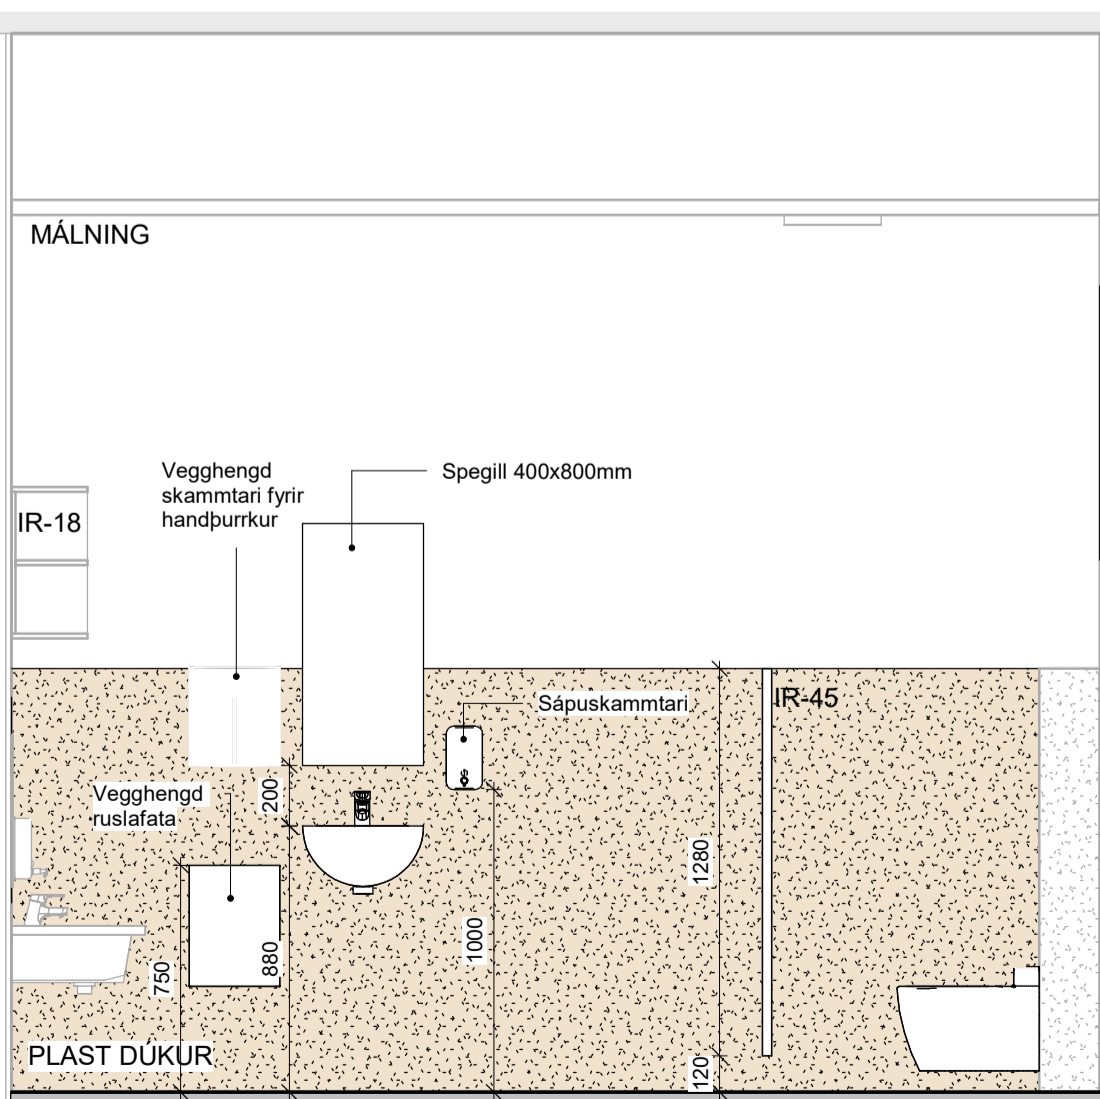 MÁLNING
Vegghengd
skammtari fyrir
handþurrkur
Spegill 400x800mm
IR-18
IR-45
Sápuskammtari
Vegghengd
ruslafata
200
1280
1000
880
750
PLAST DÚKUR
120